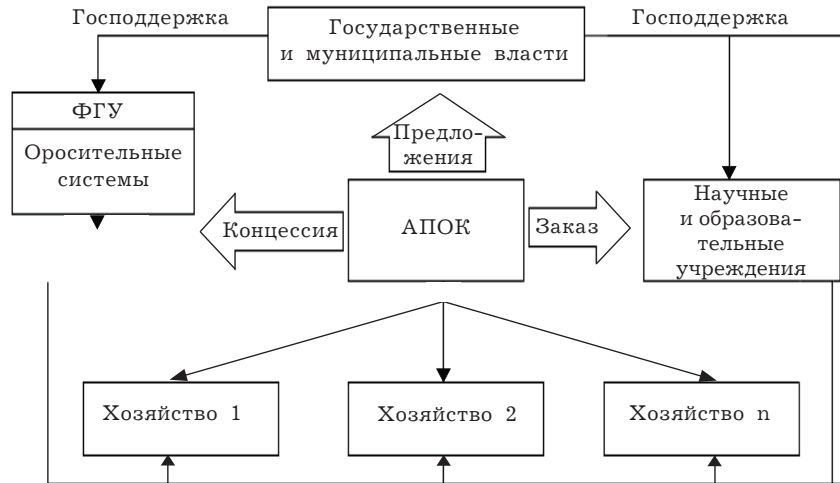 Господдержка
Государственные
и муниципальные власти
Господдержка
ФГУ
Оросительные
системы
Предло-
жения
Концессия
АПОК
Заказ
Научные
и образова-
тельные
учреждения
Хозяйство 1
Хозяйство 2
Хозяйство n